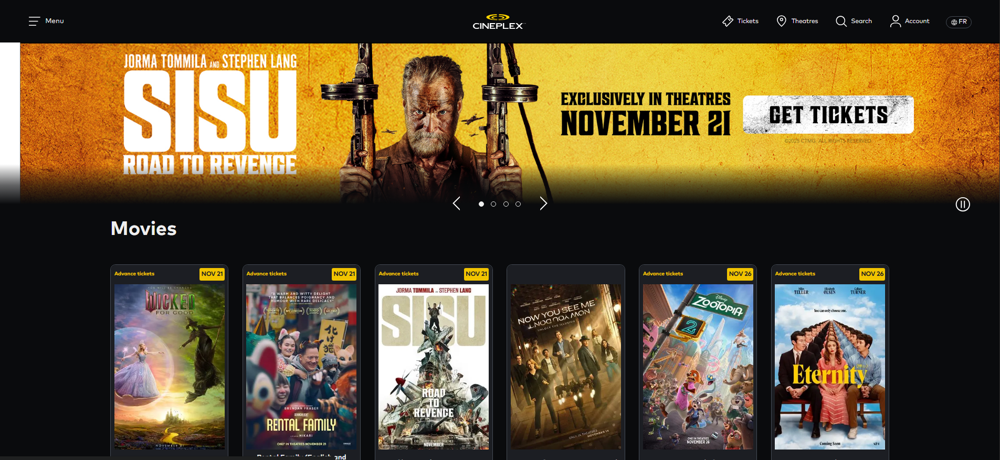 Menu
CINEPLEX
Tickets
Theatres
Search
Account
FR
JORMA TOMMILA AND STEPHEN LANG
SISU
ROAD TO REVENGE
EXCLUSIVELY IN THEATRES
NOVEMBER 21
GET TICKETS
©2025 CTMG. ALL RIGHTS RESERVED.
Movies
Advance tickets
NOV 21
YOU WILL BE CHANGED
WICKED
FOR GOOD
NOVEMBER 21
Advance tickets
NOV 21
"A WARM AND WITTY DELIGHT
THAT BALANCES POIGNANCY AND
HUMOUR WITH RARE DELICACY"
TORONTO
BFI LONDON
TOKYO
AFI FEST
化け猫
BRENDAN FRASER
SEARCHLIGHT
RENTAL FAMILY
A FILM BY HIKARI
ONLY IN THEATRES NOVEMBER 21
Rental Family (English and
Advance tickets
NOV 21
JORMA TOMMILA AND STEPHEN LANG
SISU
ROAD
TO
REVENGE
EXCLUSIVELY IN MOVIE THEATRES
NOVEMBER
NOW YOU SEE ME
NOW YOU DON'T
UNLOCK THE ILLUSION
ONLY IN THEATRES NOVEMBER 14
Advance tickets
NOV 26
Disney
ZOOTOPIA
2
ONLY IN THEATRES
NOVEMBER 26
Advance tickets
NOV 26
Miles
TELLER
Elizabeth
OLSEN
Callum
TURNER
You can only choose one.
Eternity
Coming Soon
A24